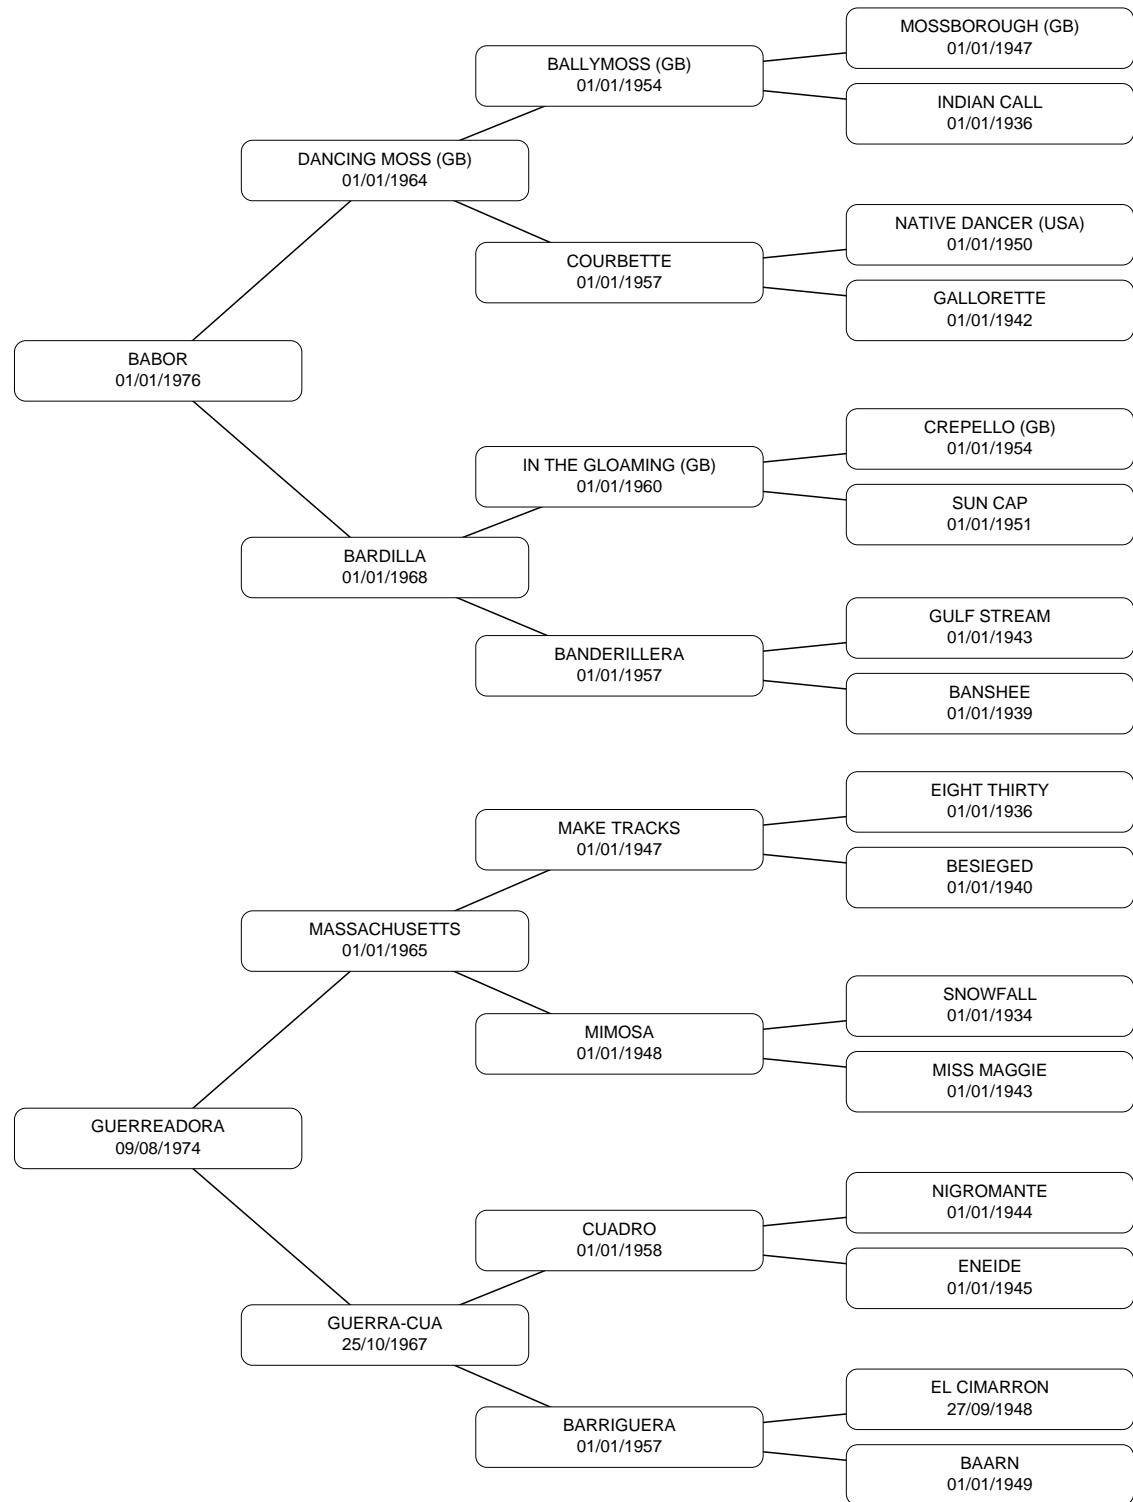 MOSSBOROUGH (GB)
01/01/1947
BALLYMOSS (GB)
01/01/1954
INDIAN CALL
01/01/1936
DANCING MOSS (GB)
01/01/1964
NATIVE DANCER (USA)
01/01/1950
COURBETTE
01/01/1957
GALLORETTE
01/01/1942
BABOR
01/01/1976
CREPELLO (GB)
01/01/1954
IN THE GLOAMING (GB)
01/01/1960
SUN CAP
01/01/1951
BARDILLA
01/01/1968
GULF STREAM
01/01/1943
BANDERILLERA
01/01/1957
BANSHEE
01/01/1939
EIGHT THIRTY
01/01/1936
MAKE TRACKS
01/01/1947
BESIEGED
01/01/1940
MASSACHUSETTS
01/01/1965
SNOWFALL
01/01/1934
MIMOSA
01/01/1948
MISS MAGGIE
01/01/1943
GUERREADORA
09/08/1974
NIGROMANTE
01/01/1944
CUADRO
01/01/1958
ENEIDE
01/01/1945
GUERRA-CUA
25/10/1967
EL CIMARRON
27/09/1948
BARRIGUERA
01/01/1957
BAARN
01/01/1949